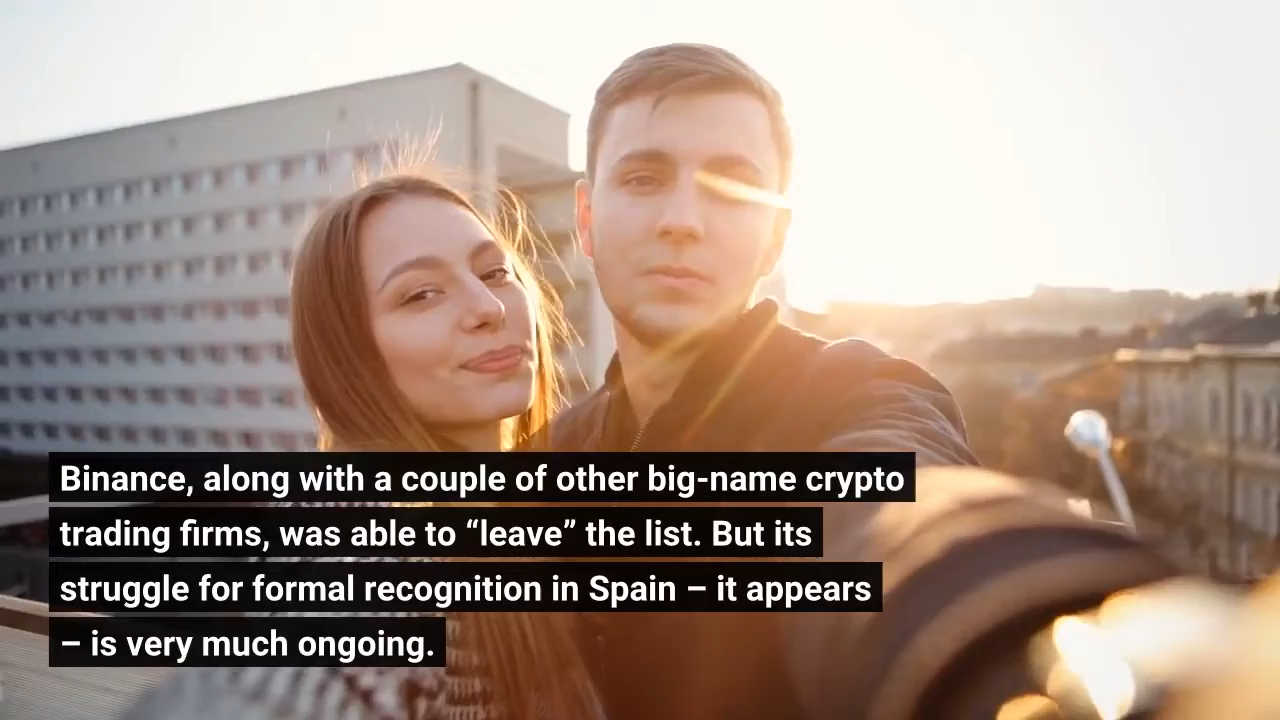 Binance, along with a couple of other big-name crypto
trading firms, was able to “leave” the list. But its
struggle for formal recognition in Spain – it appears
– is very much ongoing.